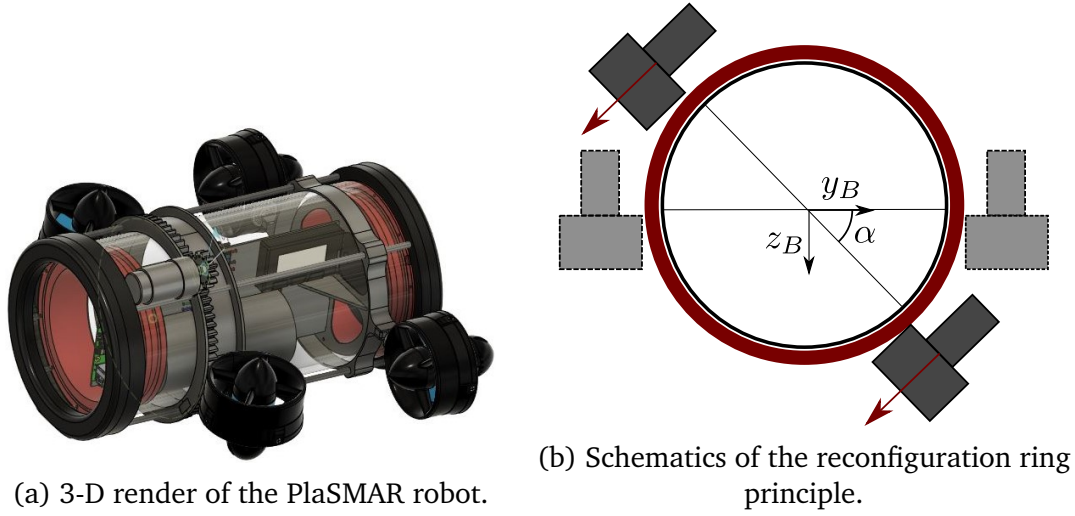 y_B
z_B α
(a) 3-D render of the PlaSMAR robot.
(b) Schematics of the reconfiguration ring
principle.